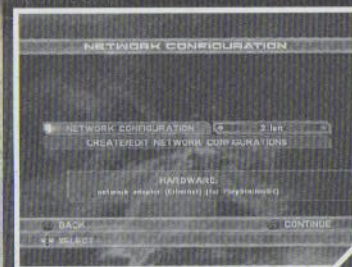 NETWORK CONFIGURATION
NETWORK CONFIGURATION
CREATE/EDIT NETWORK CONFIGURATIONS
HARDWARE:
network adaptor (Ethernet) (for PlayStation®2)
BACK
CONTINUE
SELECT